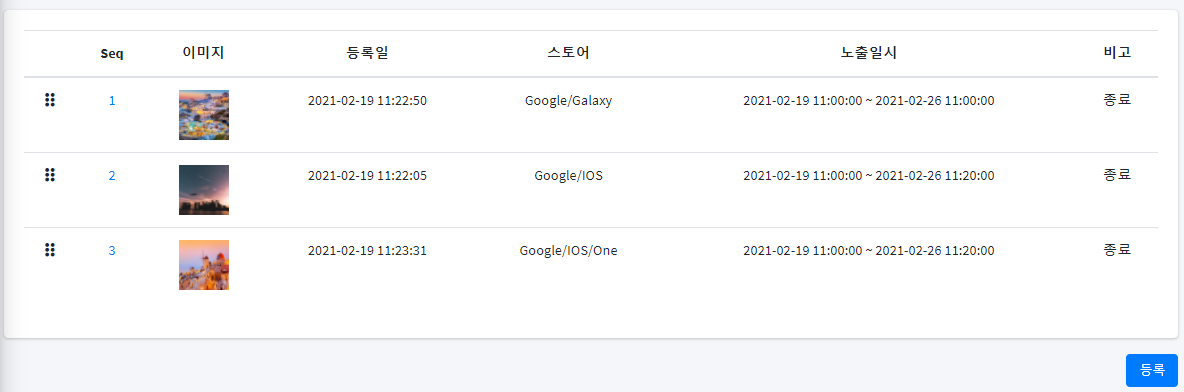 Seq 이미지 등록일 스토어 노출일시 비고
1 2021-02-19 11:22:50 Google/Galaxy 2021-02-19 11:00:00 ~ 2021-02-26 11:00:00 종료
2 2021-02-19 11:22:05 Google/IOS 2021-02-19 11:00:00 ~ 2021-02-26 11:20:00 종료
3 2021-02-19 11:23:31 Google/IOS/One 2021-02-19 11:00:00 ~ 2021-02-26 11:20:00 종료
등록